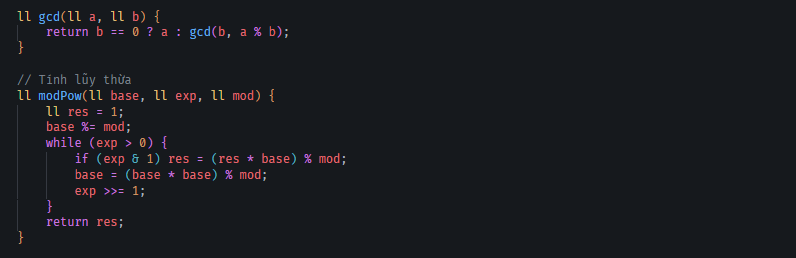 ll gcd(ll a, ll b) {
    return b == 0 ? a : gcd(b, a % b);
}

// Tính lũy thừa
ll modPow(ll base, ll exp, ll mod) {
    ll res = 1;
    base %= mod;
    while (exp > 0) {
        if (exp & 1) res = (res * base) % mod;
        base = (base * base) % mod;
        exp >>= 1;
    }
    return res;
}